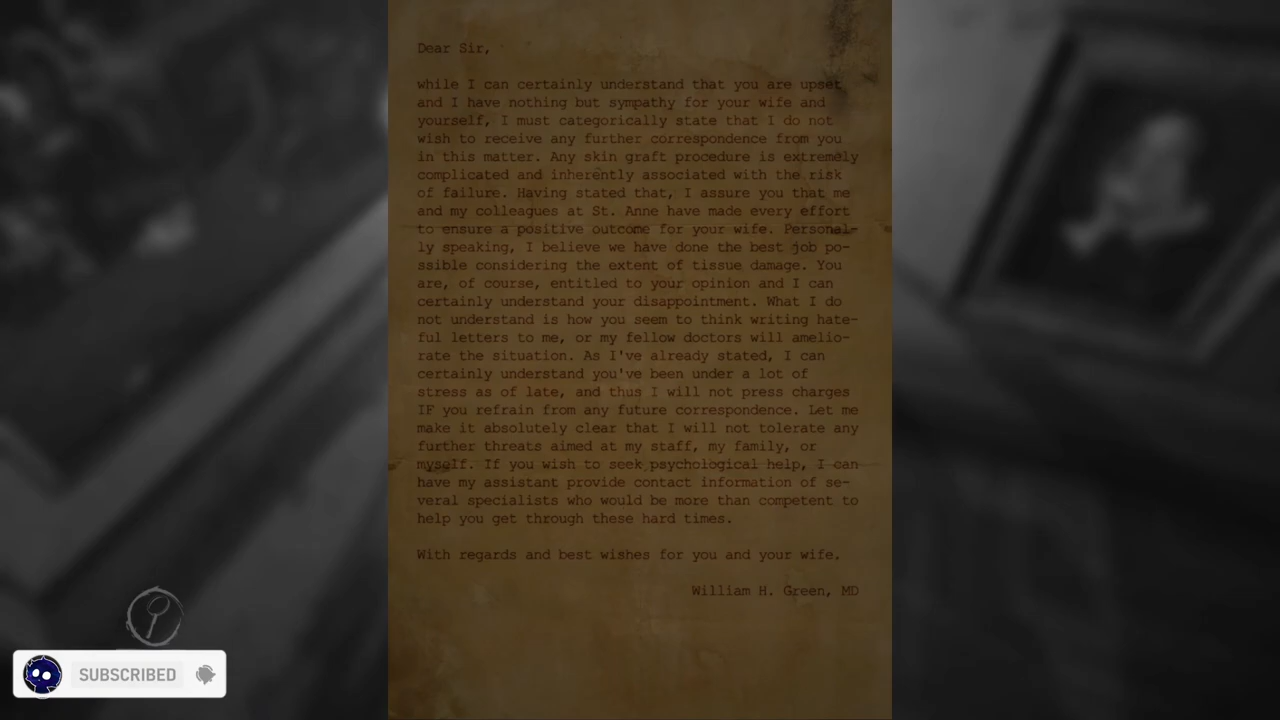 Dear Sir,
while I can certainly understand that you are upset
and I have nothing but sympathy for your wife and
yourself, I must categorically state that I do not
wish to receive any further correspondence from you
in this matter. Any skin graft procedure is extremely
complicated and inherently associated with the risk
of failure. Having stated that, I assure you that me
and my colleagues at St. Anne have made every effort
to ensure a positive outcome for your wife. Personal-
ly speaking, I believe we have done the best job po-
ssible considering the extent of tissue damage. You
are, of course, entitled to your opinion and I can
certainly understand your disappointment. What I do
not understand is how you seem to think writing hate-
ful letters to me, or my fellow doctors will amelio-
rate the situation. As I've already stated, I can
certainly understand you've been under a lot of
stress as of late, and thus I will not press charges
IF you refrain from any future correspondence. Let me
make it absolutely clear that I will not tolerate any
further threats aimed at my staff, my family, or
myself. If you wish to seek psychological help, I can
have my assistant provide contact information of se-
veral specialists who would be more than competent to
help you get through these hard times.
With regards and best wishes for you and your wife,
William H. Green, MD
SUBSCRIBED